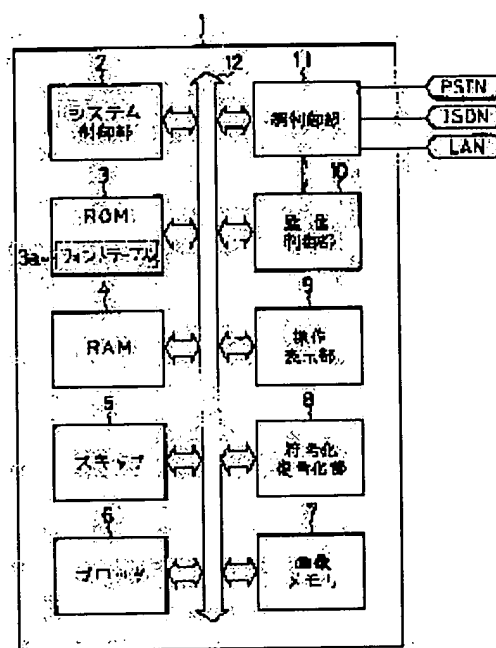 1
2
12
11
システム
制御部
網制御部
PSTN
ISDN
LAN
3
10
ROM
3a
フォントテーブル
通信
制御部
4
9
RAM
操作
表示部
5
8
スキャナ
符号化
復号化部
6
7
プロッタ
画像
メモリ